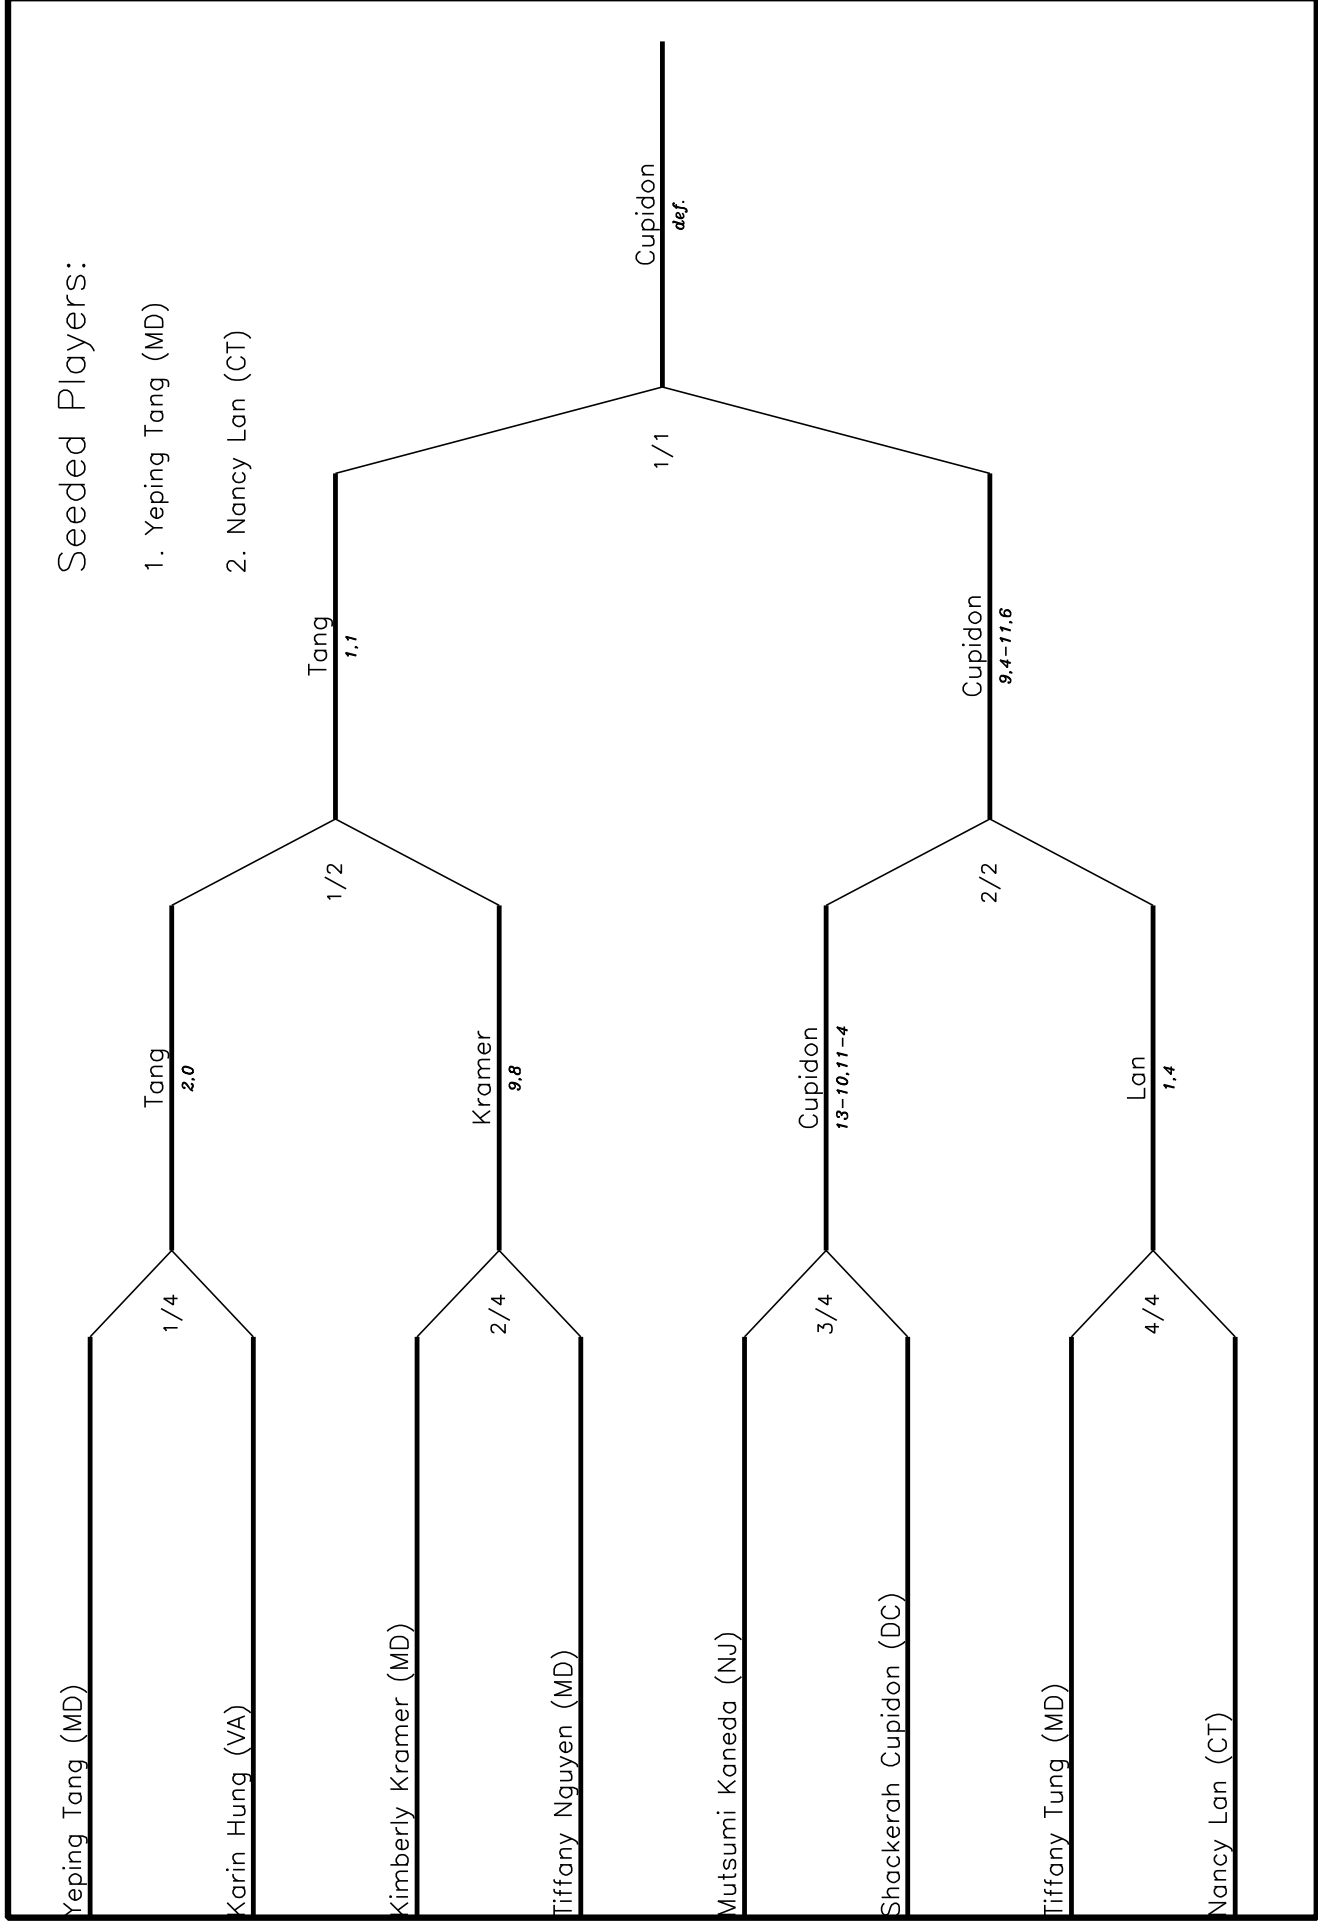 Seeded Players:
1. Yeping Tang (MD)
2. Nancy Lan (CT)
Yeping Tang (MD)
Karin Hung (VA)
Kimberly Kramer (MD)
Tiffany Nguyen (MD)
Mutsumi Kaneda (NJ)
Shackerah Cupidon (DC)
Tiffany Tung (MD)
Nancy Lan (CT)
1/4
2/4
3/4
4/4
Tang
2,0
Kramer
9,8
Cupidon
13-10,11-4
Lan
1,4
1/2
2/2
Tang
1,1
Cupidon
9,4-11,6
1/1
Cupidon
def.